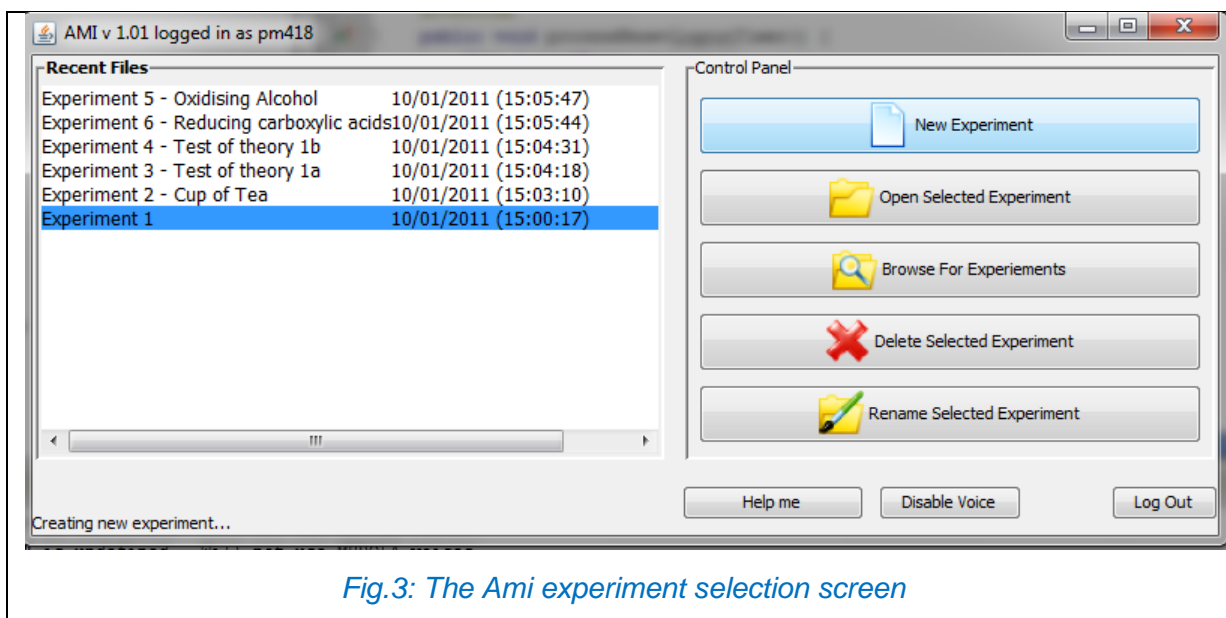 AMI v 1.01 logged in as pm418
Recent Files
Experiment 5 - Oxidising Alcohol 10/01/2011 (15:05:47)
Experiment 6 - Reducing carboxylic acids10/01/2011 (15:05:44)
Experiment 4 - Test of theory 1b 10/01/2011 (15:04:31)
Experiment 3 - Test of theory 1a 10/01/2011 (15:04:18)
Experiment 2 - Cup of Tea 10/01/2011 (15:03:10)
Experiment 1 10/01/2011 (15:00:17)
Control Panel
New Experiment
Open Selected Experiment
Browse For Experiements
Delete Selected Experiment
Rename Selected Experiment
Help me
Disable Voice
Log Out
Creating new experiment...
Fig.3: The Ami experiment selection screen